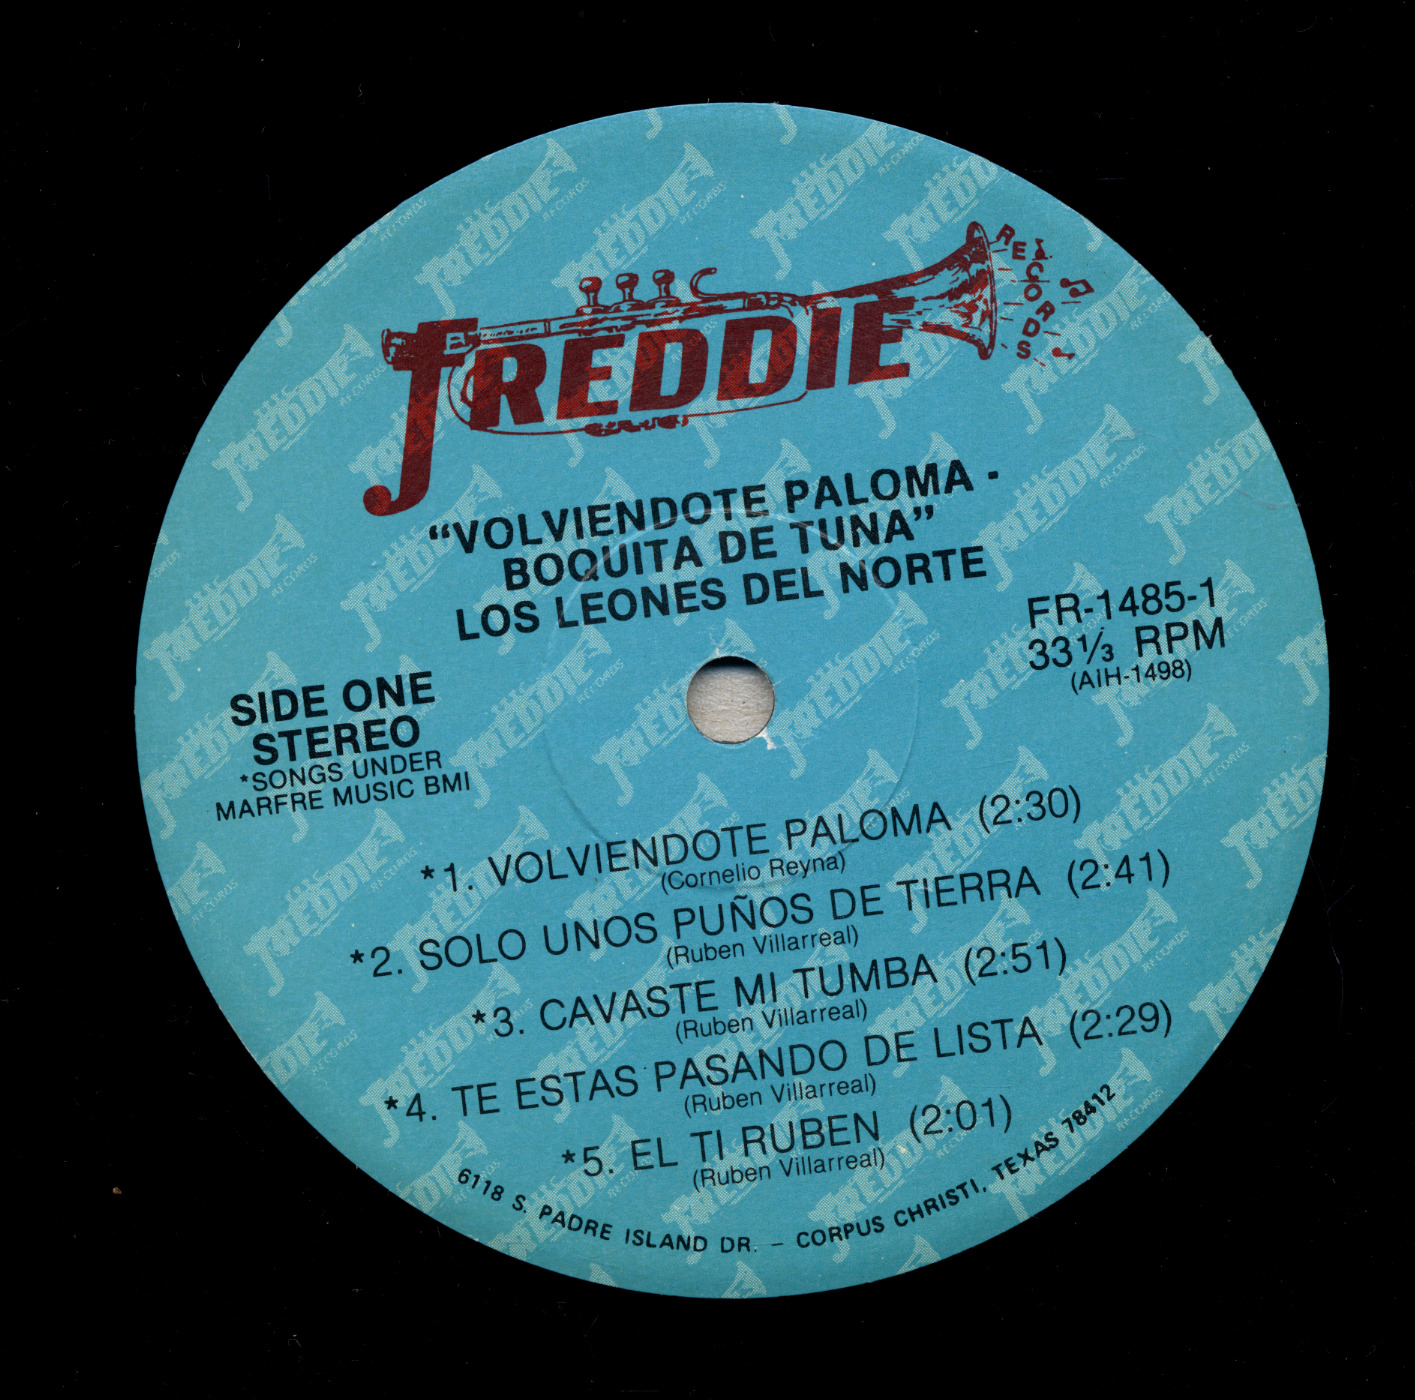 FREDDIE
RECORDS
“VOLVIENDOTE PALOMA -
BOQUITA DE TUNA”
LOS LEONES DEL NORTE
FR-1485-1
33⅓ RPM
(AIH-1498)
SIDE ONE
STEREO
*SONGS UNDER
MARFRE MUSIC BMI
*1. VOLVIENDOTE PALOMA (2:30)
(Cornelio Reyna)
*2. SOLO UNOS PUÑOS DE TIERRA (2:41)
(Ruben Villarreal)
*3. CAVASTE MI TUMBA (2:51)
(Ruben Villarreal)
*4. TE ESTAS PASANDO DE LISTA (2:29)
(Ruben Villarreal)
*5. EL TI RUBEN (2:01)
(Ruben Villarreal)
6118 S. PADRE ISLAND DR. – CORPUS CHRISTI, TEXAS 78412